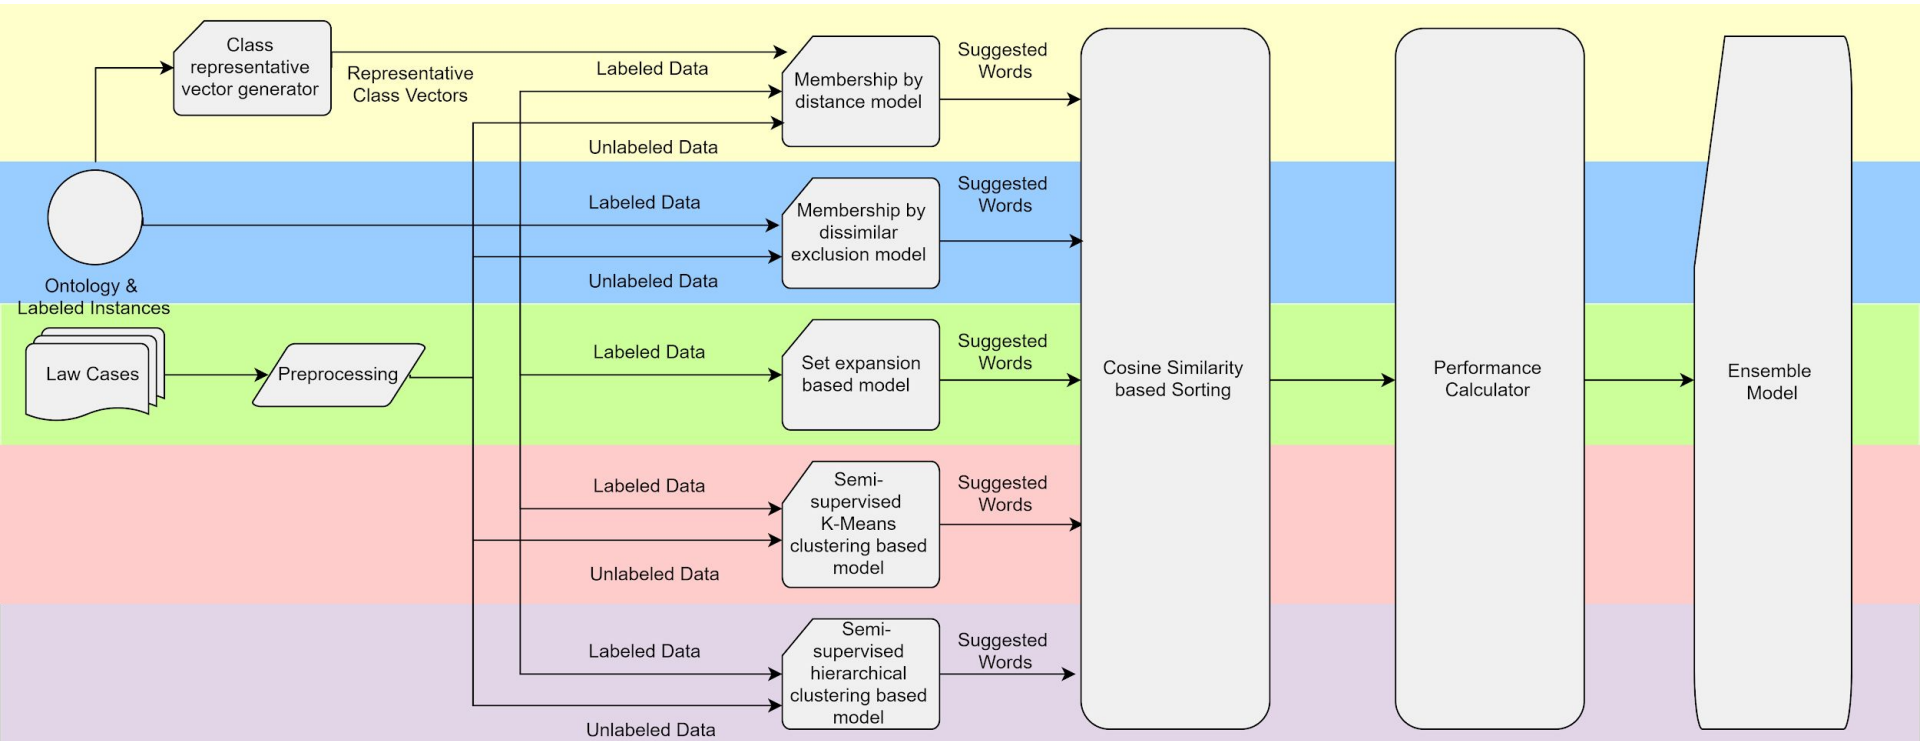 Class
representative
vector generator
Representative
Class Vectors
Labeled Data
Unlabeled Data
Membership by
distance model
Suggested
Words
Ontology &
Labeled Instances
Labeled Data
Unlabeled Data
Membership by
dissimilar
exclusion model
Suggested
Words
Law Cases
Preprocessing
Labeled Data
Set expansion
based model
Suggested
Words
Labeled Data
Unlabeled Data
Semi-
supervised
K-Means
clustering based
model
Suggested
Words
Labeled Data
Unlabeled Data
Semi-
supervised
hierarchical
clustering based
model
Suggested
Words
Cosine Similarity
based Sorting
Performance
Calculator
Ensemble
Model